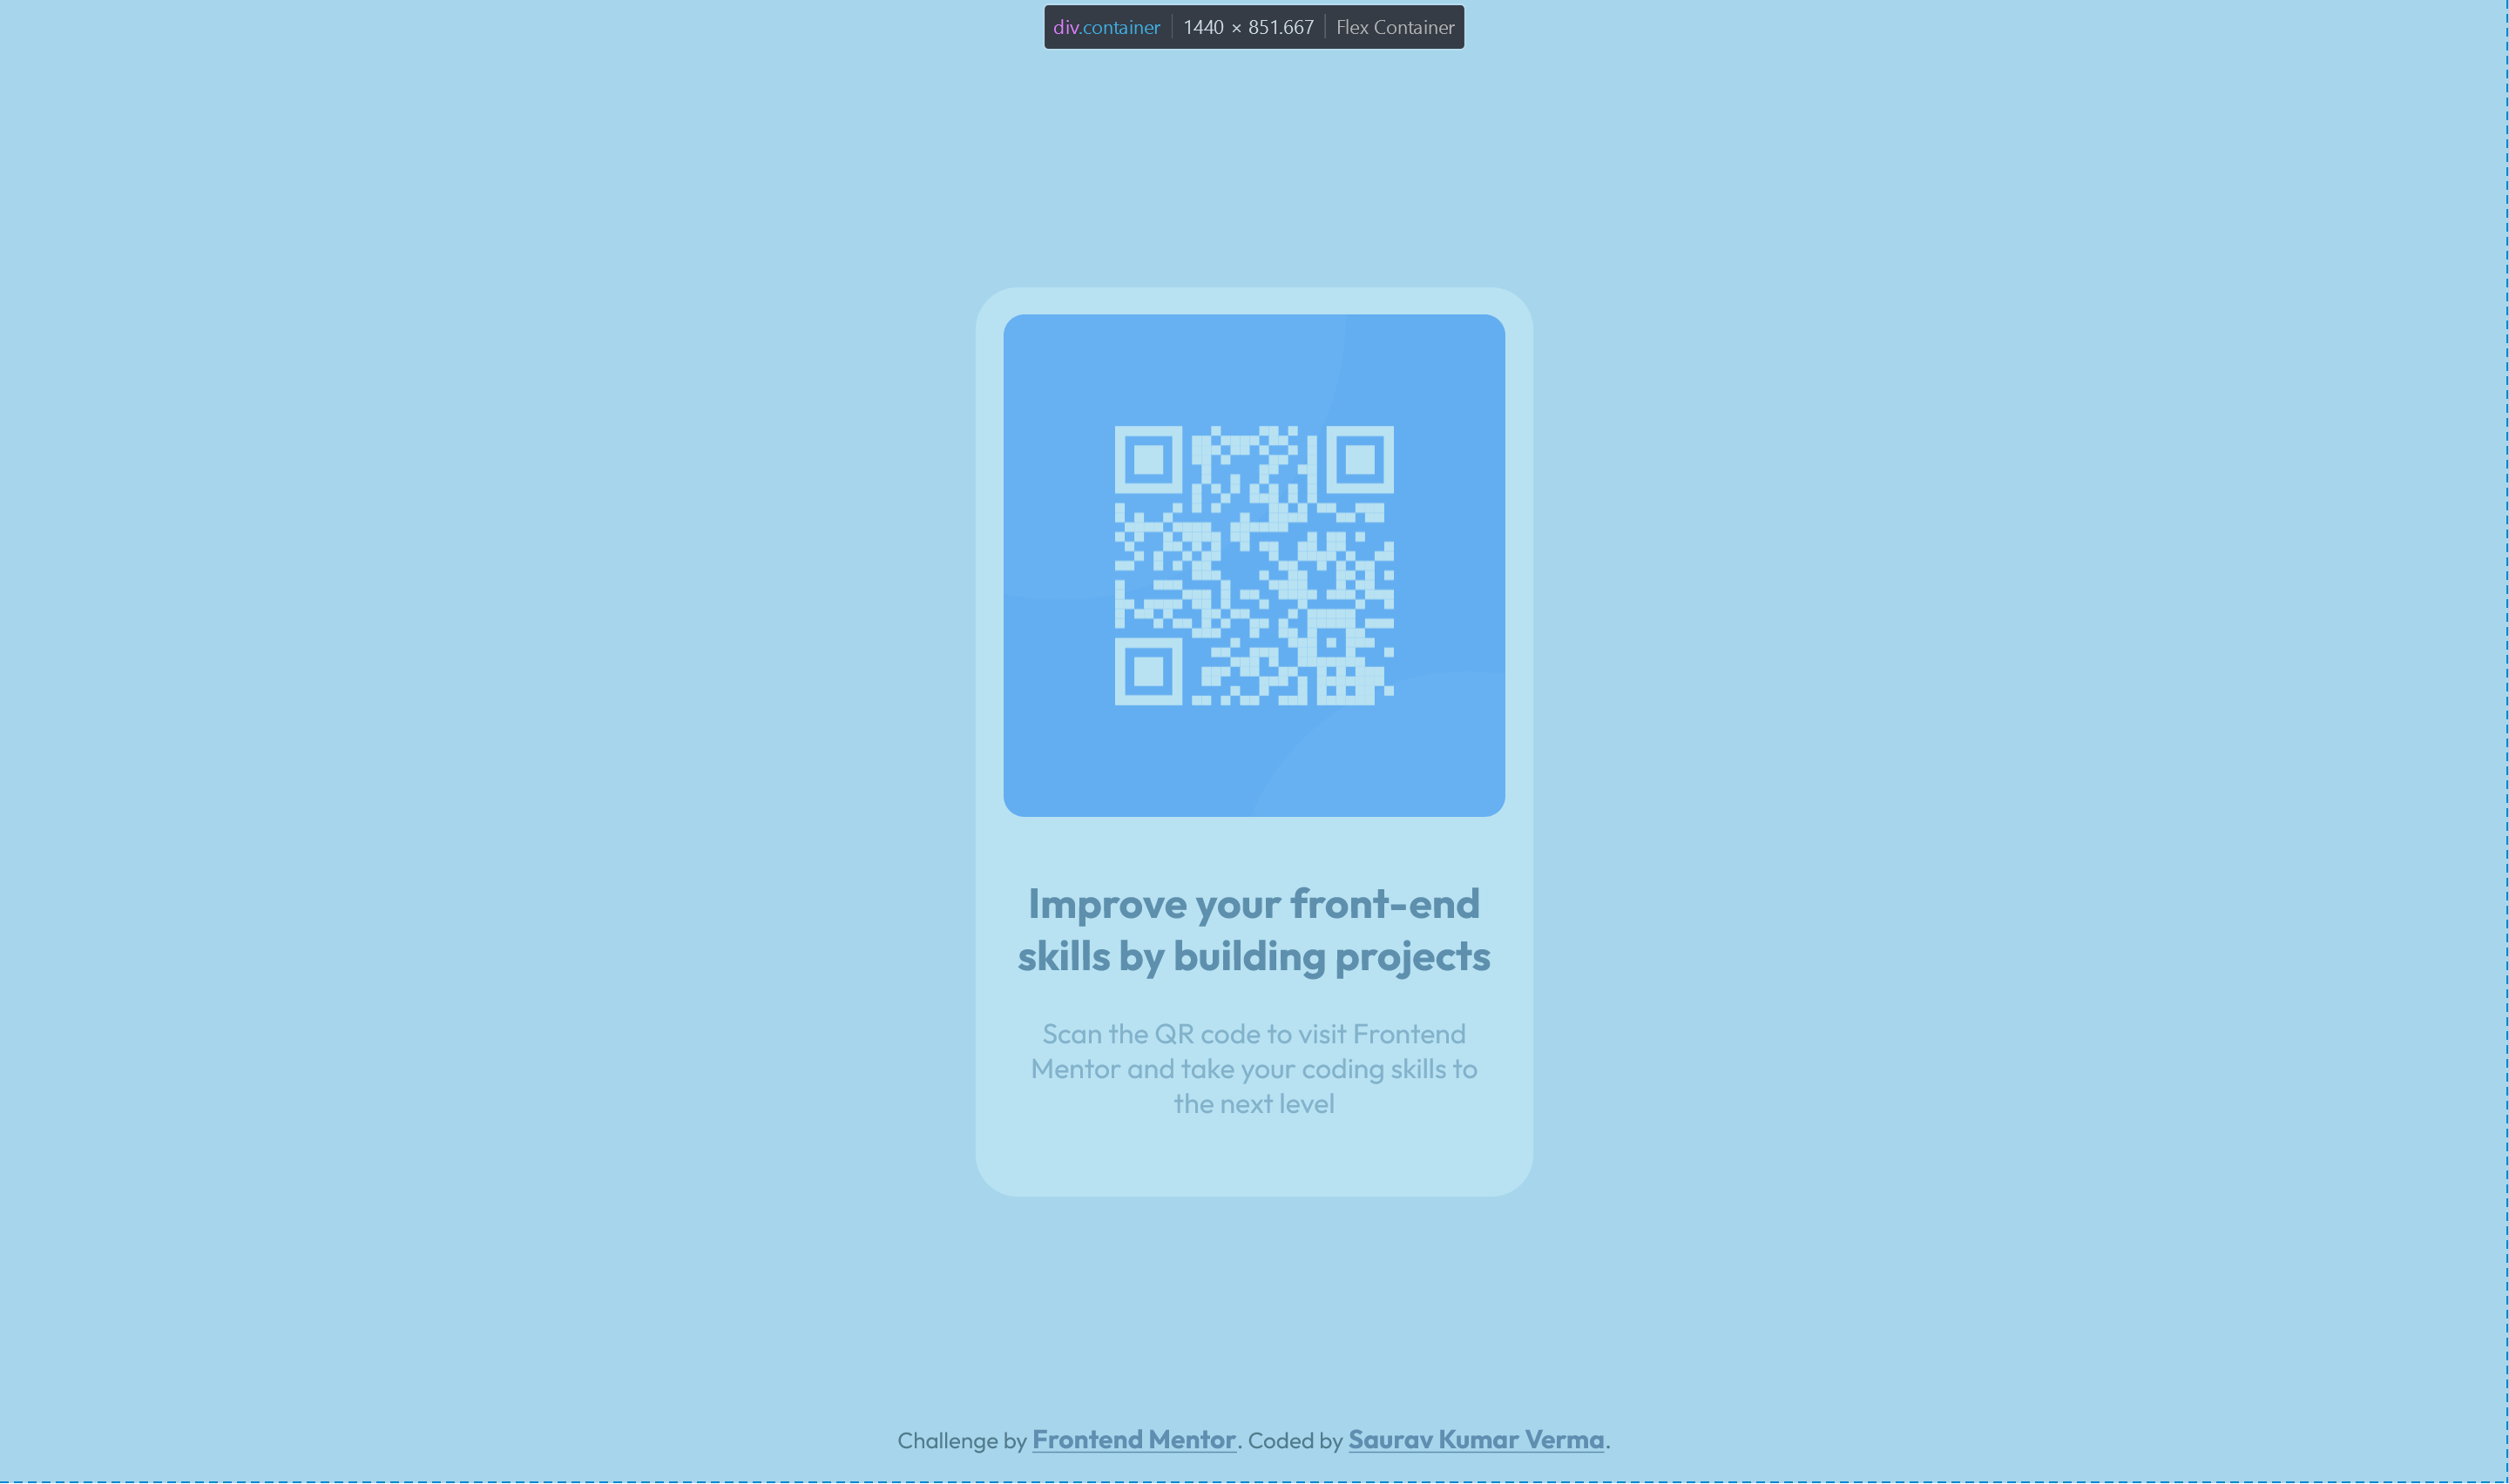 div.container 1440 × 851.667 Flex Container
Improve your front-end
skills by building projects
Scan the QR code to visit Frontend
Mentor and take your coding skills to
the next level
Challenge by Frontend Mentor. Coded by Saurav Kumar Verma.